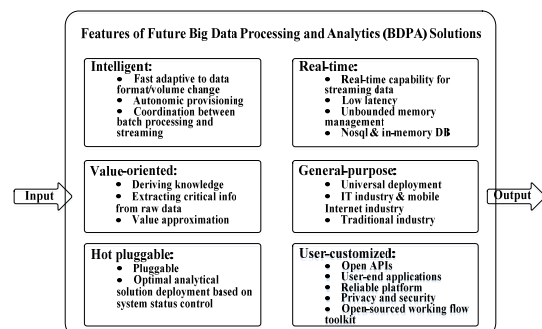 Features of Future Big Data Processing and Analytics (BDPA) Solutions
Intelligent:
● Fast adaptive to data
format/volume change
● Autonomic provisioning
● Coordination between
batch processing and
streaming
Real-time:
● Real-time capability for
streaming data
● Low latency
● Unbounded memory
management
● Nosql & in-memory DB
Input
Value-oriented:
● Deriving knowledge
● Extracting critical info
from raw data
● Value approximation
General-purpose:
● Universal deployment
● IT industry & mobile
Internet industry
● Traditional industry
Output
Hot pluggable:
● Pluggable
● Optimal analytical
solution deployment based on
system status control
User-customized:
● Open APIs
● User-end applications
● Reliable platform
● Privacy and security
● Open-sourced working flow
toolkit